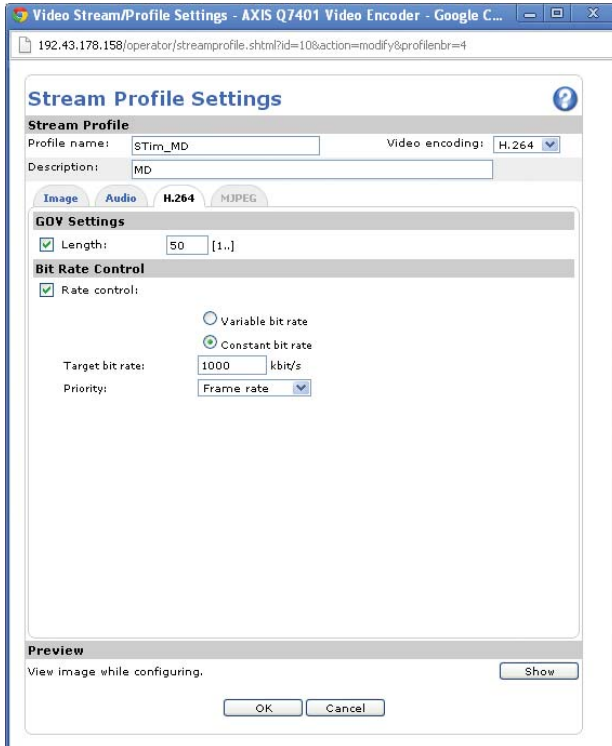 Video Stream/Profile Settings - AXIS Q7401 Video Encoder - Google C...
192.43.178.158/operator/streamprofile.shtml?id=10&action=modify&profilenbr=4
Stream Profile Settings
Stream Profile
Profile name: STim_MD Video encoding: H.264
Description: MD
Image Audio H.264 MJPEG
GOV Settings
Length: 50 [1..]
Bit Rate Control
Rate control:
Variable bit rate
Constant bit rate
Target bit rate: 1000 kbit/s
Priority: Frame rate
Preview
View image while configuring. Show
OK Cancel